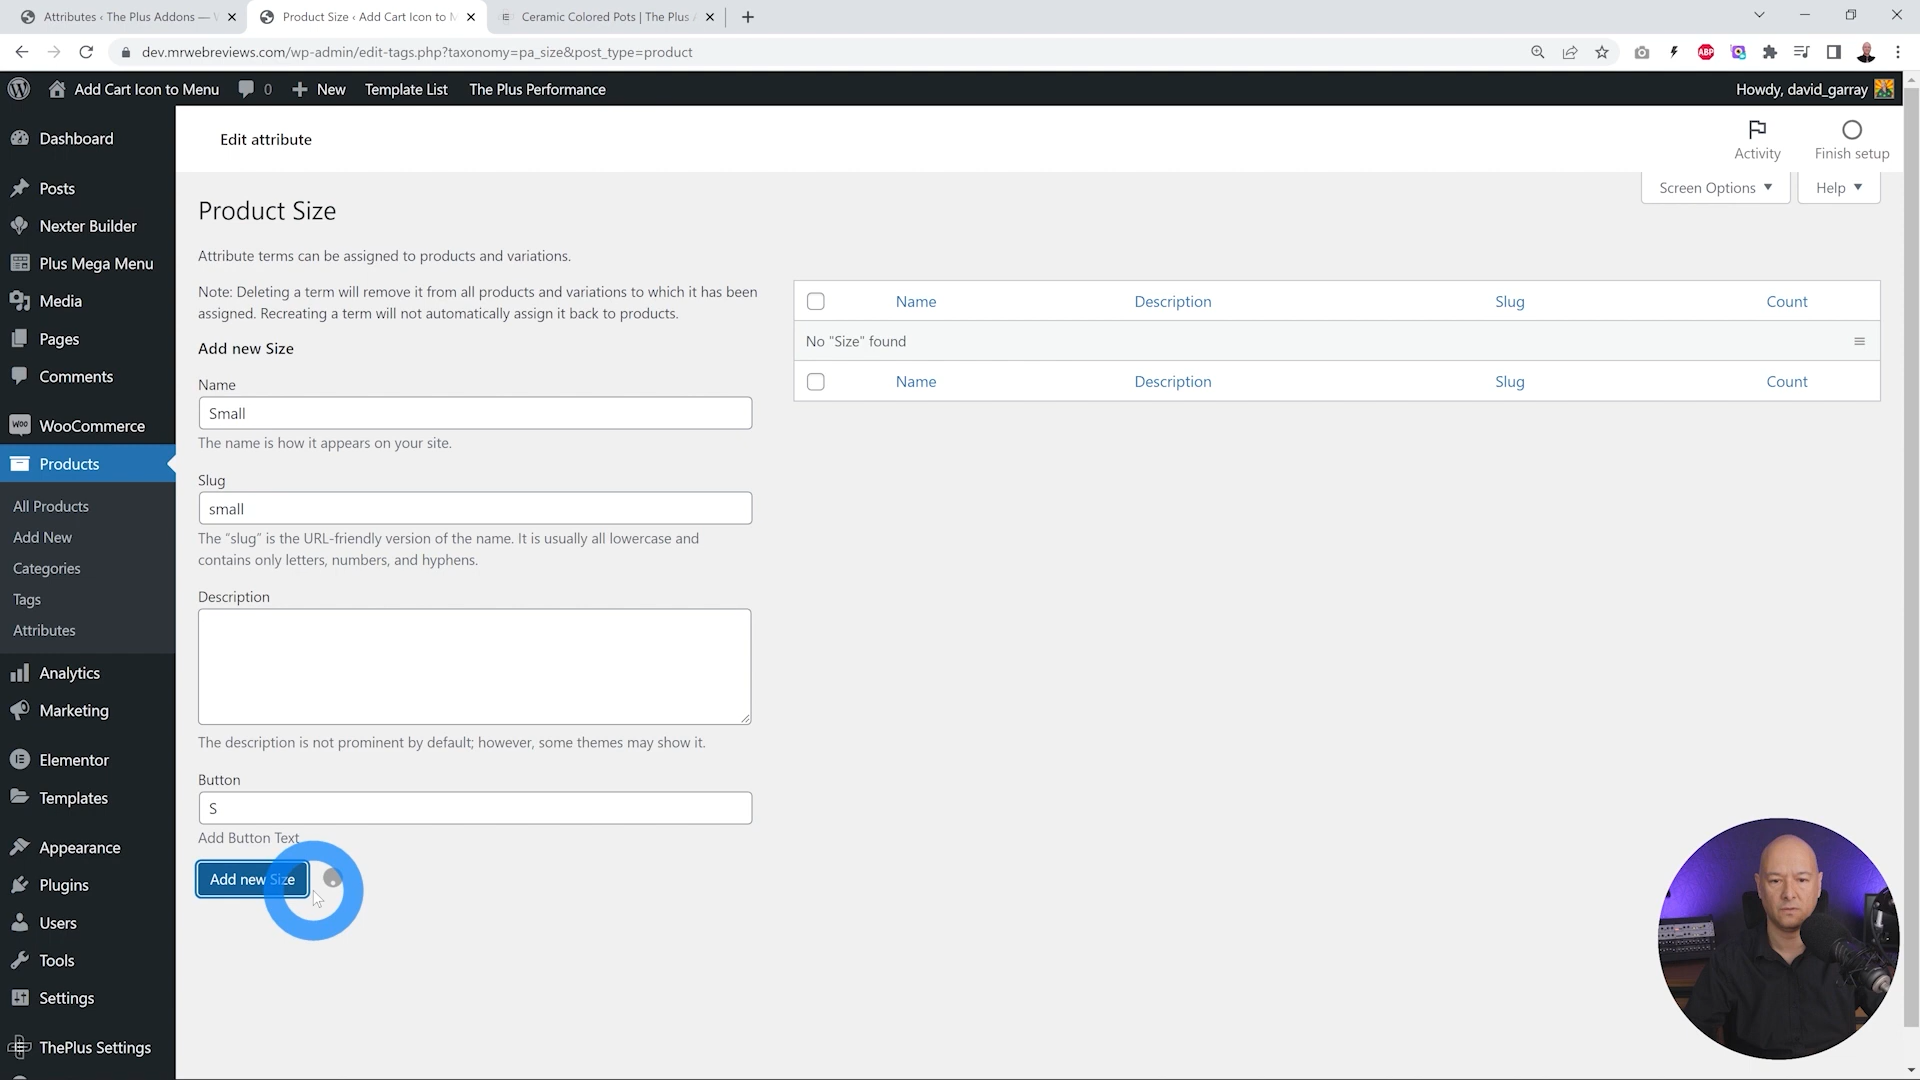 Attributes ‹ The Plus Addons —
Product Size ‹ Add Cart Icon to M
Ceramic Colored Pots | The Plus
dev.mrwebreviews.com/wp-admin/edit-tags.php?taxonomy=pa_size&post_type=product
ABP
Add Cart Icon to Menu
0
New
Template List
The Plus Performance
Howdy, david_garray
Dashboard
Posts
Nexter Builder
Plus Mega Menu
Media
Pages
Comments
WooCommerce
Products
All Products
Add New
Categories
Tags
Attributes
Analytics
Marketing
Elementor
Templates
Appearance
Plugins
Users
Tools
Settings
ThePlus Settings
Edit attribute
Activity
Finish setup
Screen Options
Help
Product Size
Attribute terms can be assigned to products and variations.
Note: Deleting a term will remove it from all products and variations to which it has been
assigned. Recreating a term will not automatically assign it back to products.
Add new Size
Name
Small
The name is how it appears on your site.
Slug
small
The “slug” is the URL-friendly version of the name. It is usually all lowercase and
contains only letters, numbers, and hyphens.
Description
The description is not prominent by default; however, some themes may show it.
Button
S
Add Button Text
Add new Size
Name Description Slug Count
No "Size" found
Name Description Slug Count